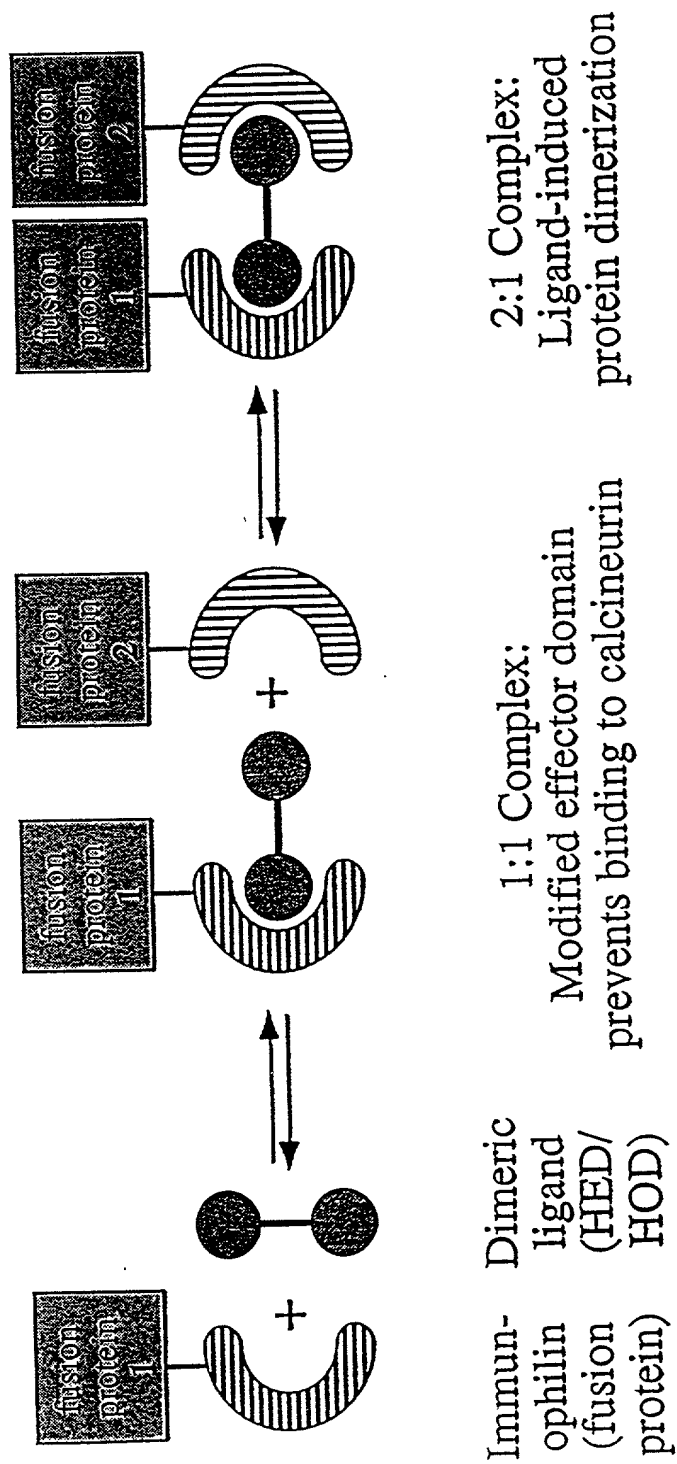 fusion
protein
1
+
fusion
protein
1
+
fusion
protein
2
fusion
protein
1
fusion
protein
2
Immun-
ophilin
(fusion
protein)
Dimeric
ligand
(HED/
HOD)
1:1 Complex:
Modified effector domain
prevents binding to calcineurin
2:1 Complex:
Ligand-induced
protein dimerization